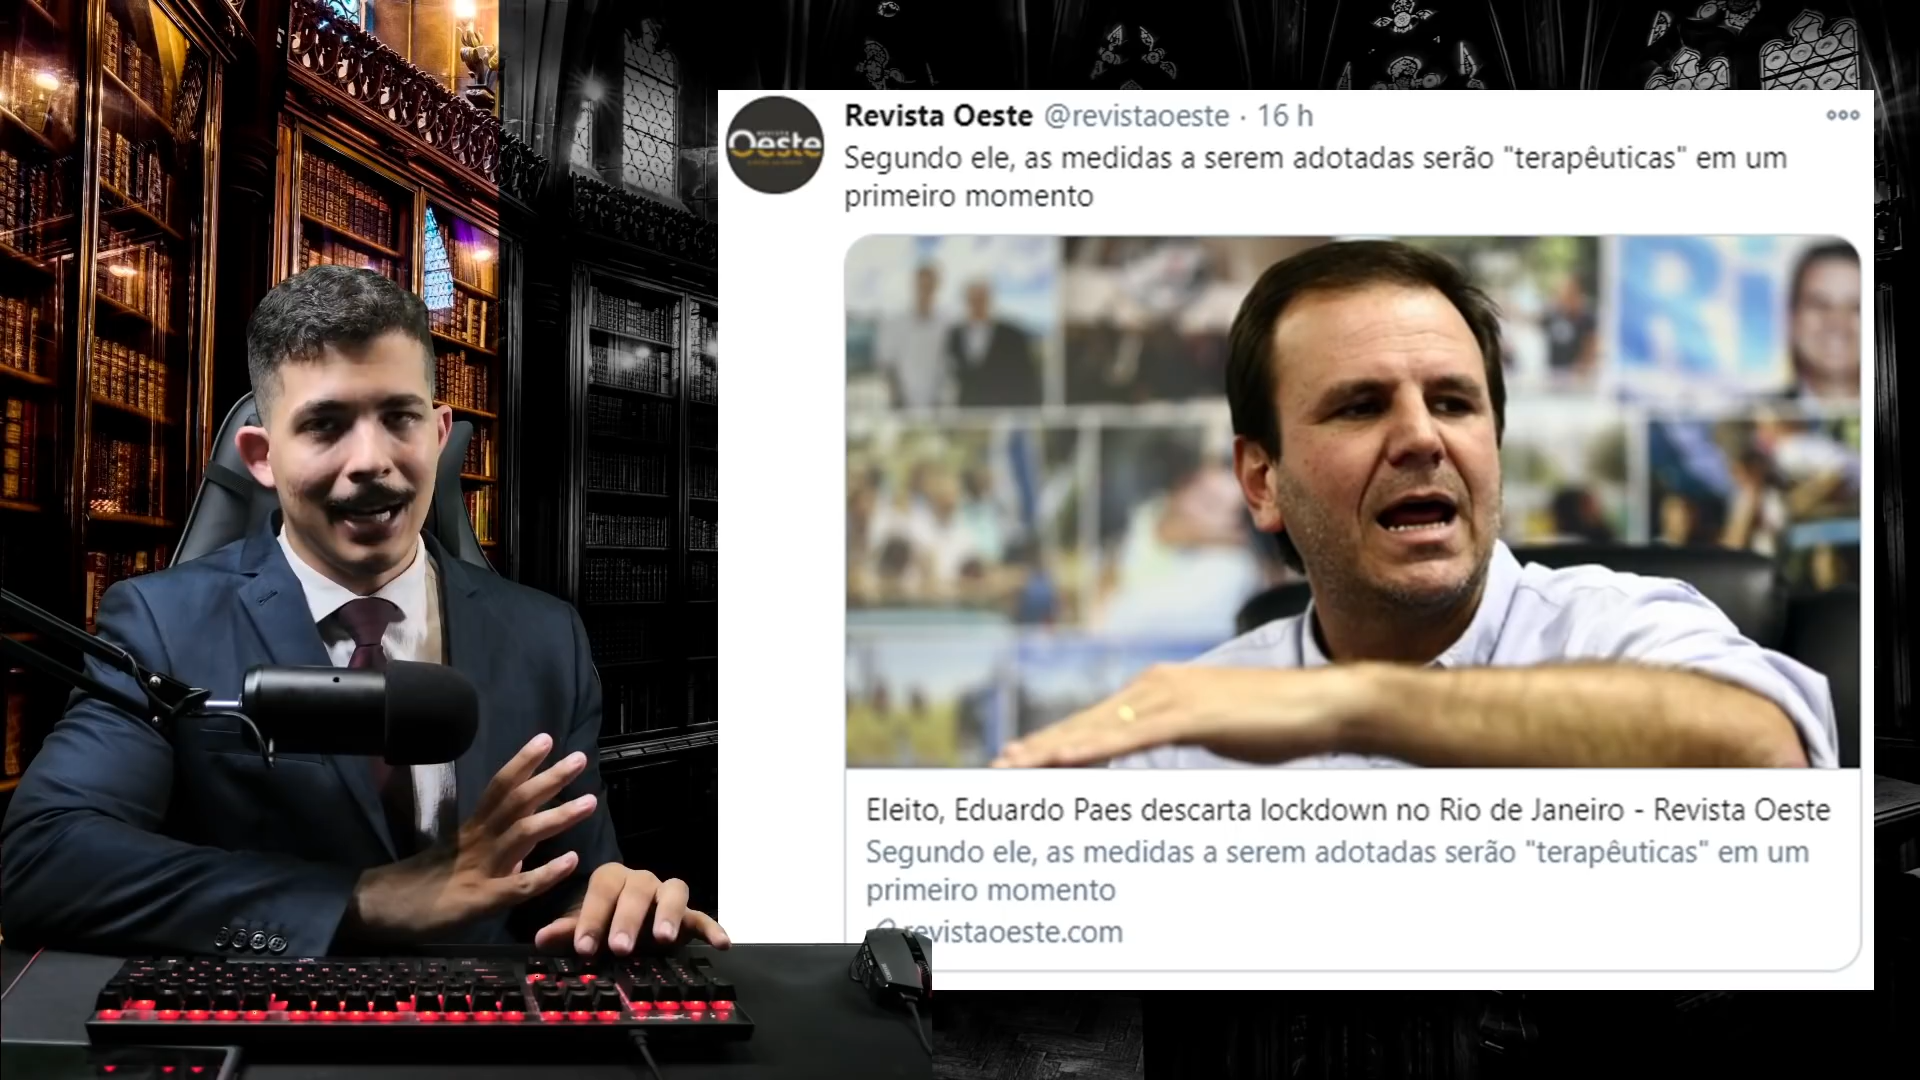 Revista Oeste @revistaoeste · 16 h
Segundo ele, as medidas a serem adotadas serão "terapêuticas" em um
primeiro momento
Oeste
Ri
Eleito, Eduardo Paes descarta lockdown no Rio de Janeiro - Revista Oeste
Segundo ele, as medidas a serem adotadas serão "terapêuticas" em um
primeiro momento
revistaoeste.com